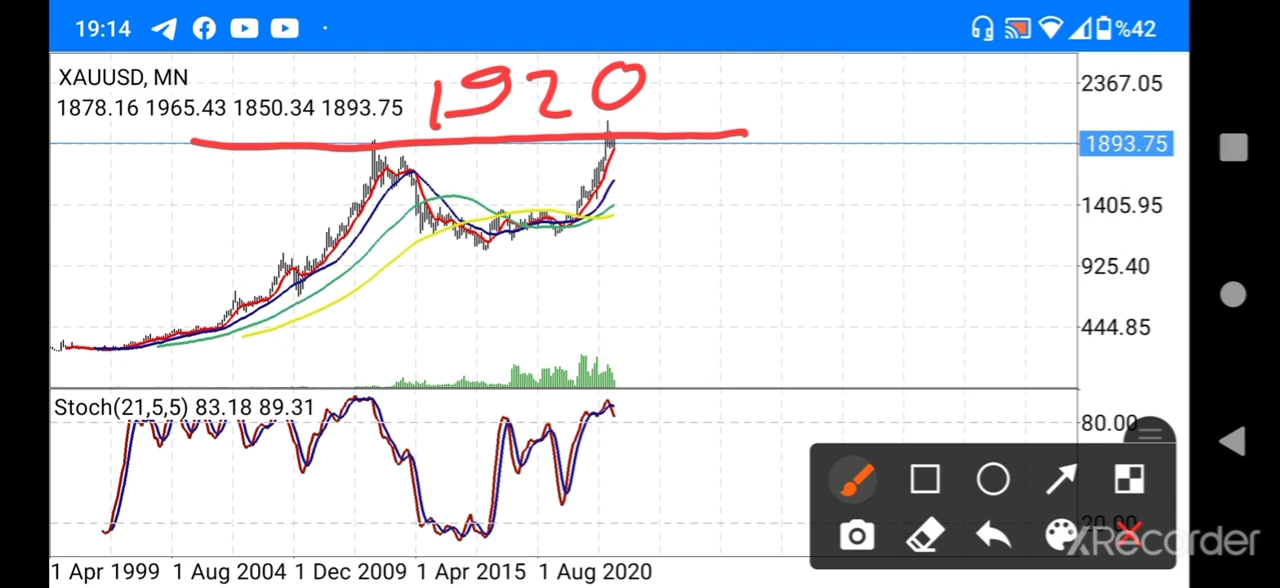 19:14 %42
XAUUSD, MN
1878.16 1965.43 1850.34 1893.75
1920
2367.05
1893.75
1405.95
925.40
444.85
Stoch(21,5,5) 83.18 89.31
80.00
20.00
XRecorder
1 Apr 1999 1 Aug 2004 1 Dec 2009 1 Apr 2015 1 Aug 2020